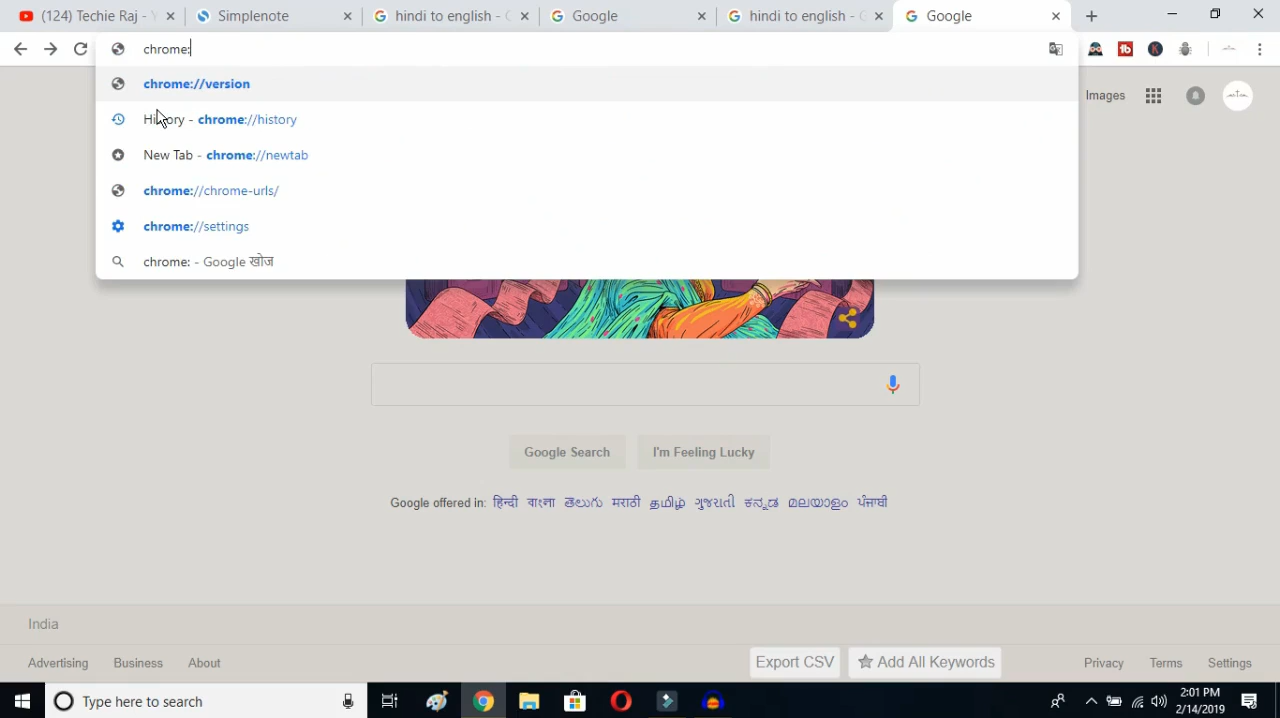 (124) Techie Raj - Y
Simplenote
hindi to english - G
Google
hindi to english - G
Google
chrome:
chrome://version
History - chrome://history
New Tab - chrome://newtab
chrome://chrome-urls/
chrome://settings
chrome: - Google खोज
Images
Google Search
I'm Feeling Lucky
Google offered in: हिन्दी বাংলা తెలుగు मराठी தமிழ் ગુજરાતી ಕನ್ನಡ മലയാളം ਪੰਜਾਬੀ
India
Advertising Business About
Export CSV
Add All Keywords
Privacy Terms Settings
Type here to search
2:01 PM
2/14/2019